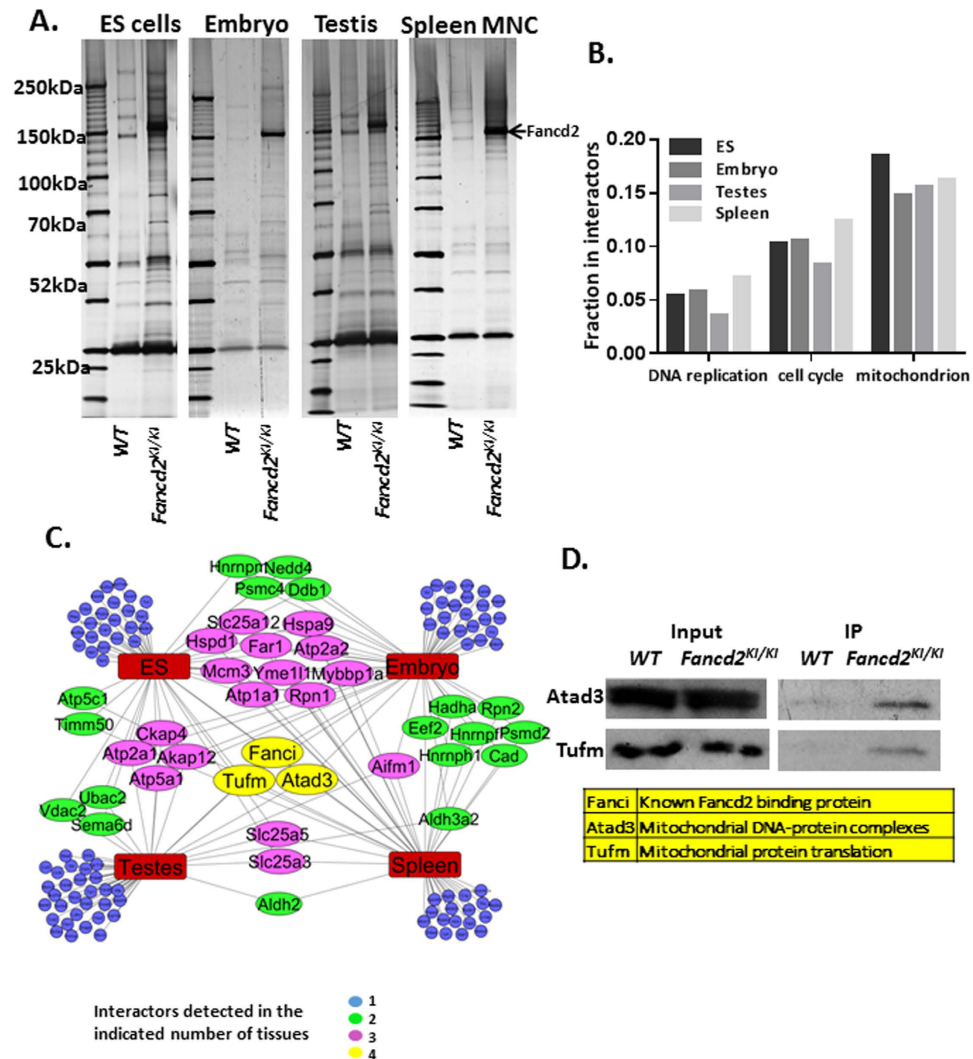 A.
ES cells
Embryo
Testis
Spleen MNC
250kDa
150kDa
100kDa
70kDa
52kDa
25kDa
Fancd2
WT
Fancd2KI/KI
WT
Fancd2KI/KI
WT
Fancd2KI/KI
WT
Fancd2KI/KI
B.
Fraction in interactors
0.20
0.15
0.10
0.05
0.00
ES
Embryo
Testes
Spleen
DNA replication
cell cycle
mitochondrion
C.
Hnrnpm
Nedd4
Psmc4
Ddb1
Slc25a12
Hspa9
Hspd1
Far1
Atp2a2
Mcm3
Yme1l1
Mybbp1a
Atp1a1
Rpn1
ES
Embryo
Atp5c1
Timm50
Ckap4
Atp2a1
Akap12
Atp5a1
Fanci
Tufm
Atad3
Aifm1
Hadha
Rpn2
Eef2
Hnrnpf
Psmd2
Hnrnph1
Cad
Ubac2
Vdac2
Sema6d
Aldh3a2
Slc25a5
Slc25a3
Testes
Spleen
Aldh2
Interactors detected in the
indicated number of tissues
1
2
3
4
D.
Input
IP
WT
Fancd2KI/KI
WT
Fancd2KI/KI
Atad3
Tufm
Fanci Known Fancd2 binding protein
Atad3 Mitochondrial DNA-protein complexes
Tufm Mitochondrial protein translation